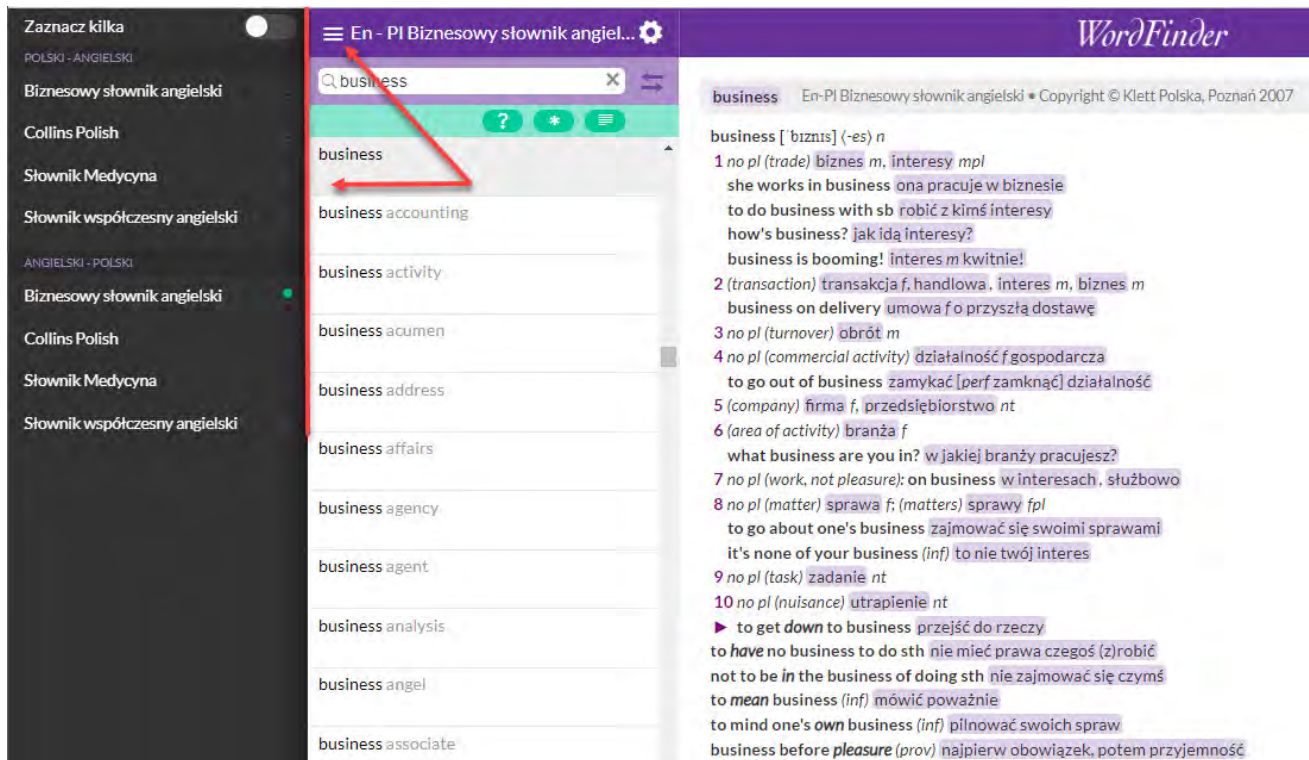 Zaznacz kilka
POLSKI - ANGIELSKI
Biznesowy słownik angielski
Collins Polish
Słownik Medycyna
Słownik współczesny angielski
ANGIELSKI - POLSKI
Biznesowy słownik angielski
Collins Polish
Słownik Medycyna
Słownik współczesny angielski
En - Pl Biznesowy słownik angiel...
business
? *
business
business accounting
business activity
business acumen
business address
business affairs
business agency
business agent
business analysis
business angel
business associate
WordFinder
business En-Pl Biznesowy słownik angielski • Copyright © Klett Polska, Poznań 2007
business [ˈbɪznɪs] ⟨-es⟩ n
1 no pl (trade) biznes m, interesy mpl
she works in business ona pracuje w biznesie
to do business with sb robić z kimś interesy
how's business? jak idą interesy?
business is booming! interes m kwitnie!
2 (transaction) transakcja f, handlowa , interes m, biznes m
business on delivery umowa f o przyszłą dostawę
3 no pl (turnover) obrót m
4 no pl (commercial activity) działalność f gospodarcza
to go out of business zamykać [perf zamknąć] działalność
5 (company) firma f, przedsiębiorstwo nt
6 (area of activity) branża f
what business are you in? w jakiej branży pracujesz?
7 no pl (work, not pleasure): on business w interesach , służbowo
8 no pl (matter) sprawa f; (matters) sprawy fpl
to go about one's business zajmować się swoimi sprawami
it's none of your business (inf) to nie twój interes
9 no pl (task) zadanie nt
10 no pl (nuisance) utrapienie nt
► to get down to business przejść do rzeczy
to have no business to do sth nie mieć prawa czegoś (z)robić
not to be in the business of doing sth nie zajmować się czymś
to mean business (inf) mówić poważnie
to mind one's own business (inf) pilnować swoich spraw
business before pleasure (prov) najpierw obowiązek, potem przyjemność